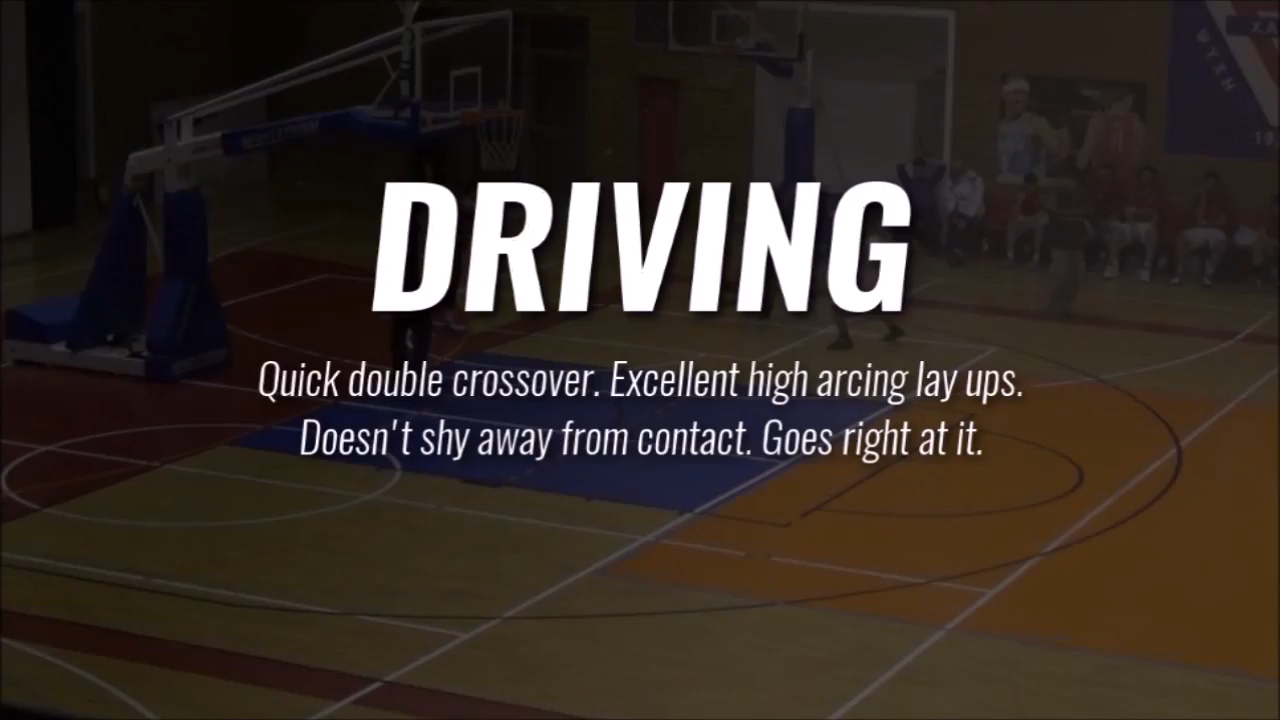 DRIVING
Quick double crossover. Excellent high arcing lay ups.
Doesn't shy away from contact. Goes right at it.